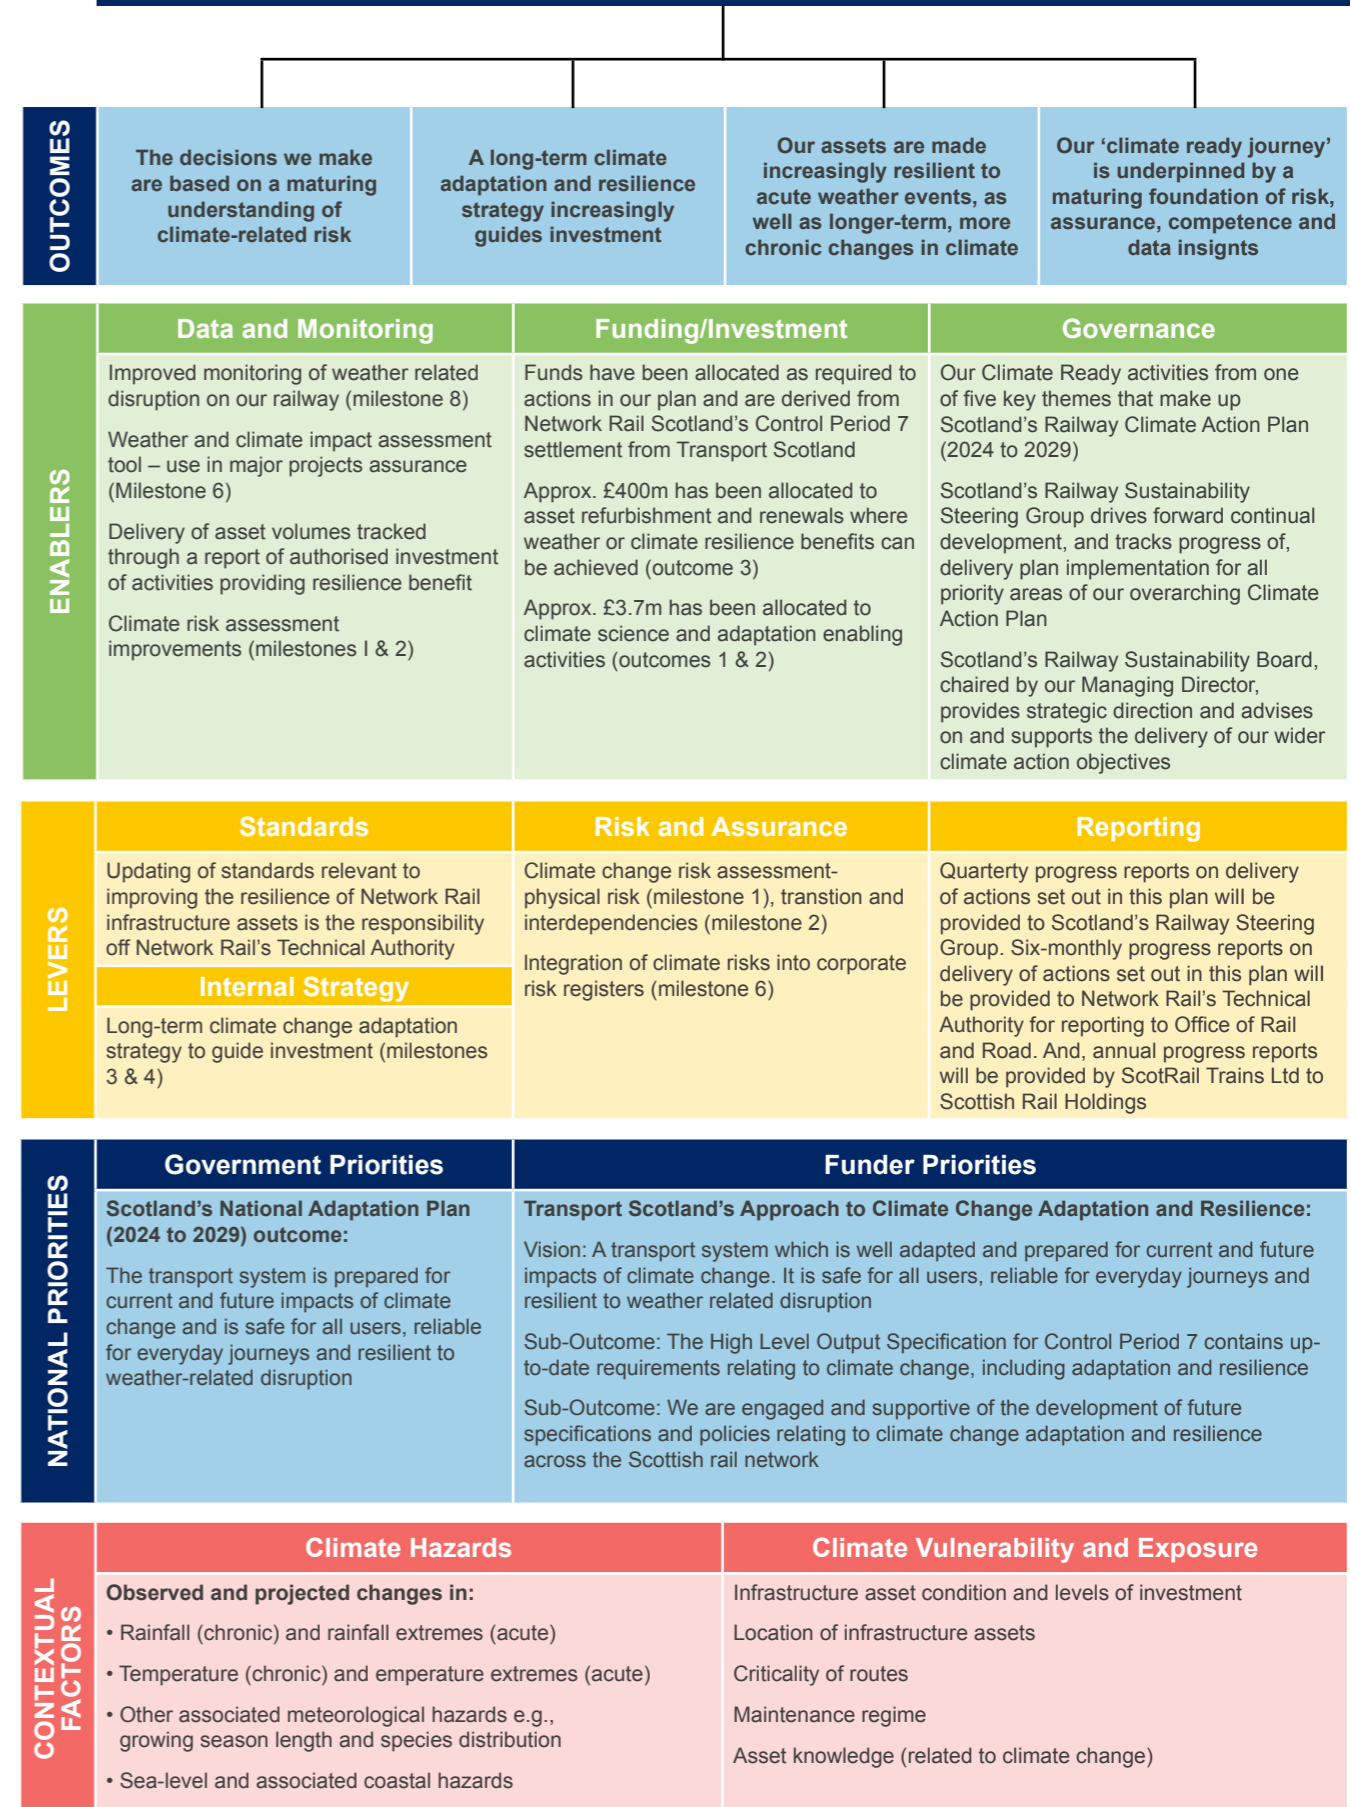 OUTCOMES
The decisions we make
are based on a maturing
understanding of
climate-related risk
A long-term climate
adaptation and resilience
strategy increasingly
guides investment
Our assets are made
increasingly resilient to
acute weather events, as
well as longer-term, more
chronic changes in climate
Our ‘climate ready journey’
is underpinned by a
maturing foundation of risk,
assurance, competence and
data insignts
ENABLERS
Data and Monitoring
Improved monitoring of weather related
disruption on our railway (milestone 8)
Weather and climate impact assessment
tool – use in major projects assurance
(Milestone 6)
Delivery of asset volumes tracked
through a report of authorised investment
of activities providing resilience benefit
Climate risk assessment
improvements (milestones I & 2)
Funding/Investment
Funds have been allocated as required to
actions in our plan and are derived from
Network Rail Scotland’s Control Period 7
settlement from Transport Scotland
Approx. £400m has been allocated to
asset refurbishment and renewals where
weather or climate resilience benefits can
be achieved (outcome 3)
Approx. £3.7m has been allocated to
climate science and adaptation enabling
activities (outcomes 1 & 2)
Governance
Our Climate Ready activities from one
of five key themes that make up
Scotland’s Railway Climate Action Plan
(2024 to 2029)
Scotland’s Railway Sustainability
Steering Group drives forward continual
development, and tracks progress of,
delivery plan implementation for all
priority areas of our overarching Climate
Action Plan
Scotland’s Railway Sustainability Board,
chaired by our Managing Director,
provides strategic direction and advises
on and supports the delivery of our wider
climate action objectives
LEVERS
Standards
Updating of standards relevant to
improving the resilience of Network Rail
infrastructure assets is the responsibility
off Network Rail’s Technical Authority
Internal Strategy
Long-term climate change adaptation
strategy to guide investment (milestones
3 & 4)
Risk and Assurance
Climate change risk assessment-
physical risk (milestone 1), transtion and
interdependencies (milestone 2)
Integration of climate risks into corporate
risk registers (milestone 6)
Reporting
Quarterty progress reports on delivery
of actions set out in this plan will be
provided to Scotland’s Railway Steering
Group. Six-monthly progress reports on
delivery of actions set out in this plan will
be provided to Network Rail’s Technical
Authority for reporting to Office of Rail
and Road. And, annual progress reports
will be provided by ScotRail Trains Ltd to
Scottish Rail Holdings
NATIONAL PRIORITIES
Government Priorities
Scotland’s National Adaptation Plan
(2024 to 2029) outcome:
The transport system is prepared for
current and future impacts of climate
change and is safe for all users, reliable
for everyday journeys and resilient to
weather-related disruption
Funder Priorities
Transport Scotland’s Approach to Climate Change Adaptation and Resilience:
Vision: A transport system which is well adapted and prepared for current and future
impacts of climate change. It is safe for all users, reliable for everyday journeys and
resilient to weather related disruption
Sub-Outcome: The High Level Output Specification for Control Period 7 contains up-
to-date requirements relating to climate change, including adaptation and resilience
Sub-Outcome: We are engaged and supportive of the development of future
specifications and policies relating to climate change adaptation and resilience
across the Scottish rail network
CONTEXTUAL
FACTORS
Climate Hazards
Observed and projected changes in:
• Rainfall (chronic) and rainfall extremes (acute)
• Temperature (chronic) and emperature extremes (acute)
• Other associated meteorological hazards e.g.,
growing season length and species distribution
• Sea-level and associated coastal hazards
Climate Vulnerability and Exposure
Infrastructure asset condition and levels of investment
Location of infrastructure assets
Criticality of routes
Maintenance regime
Asset knowledge (related to climate change)